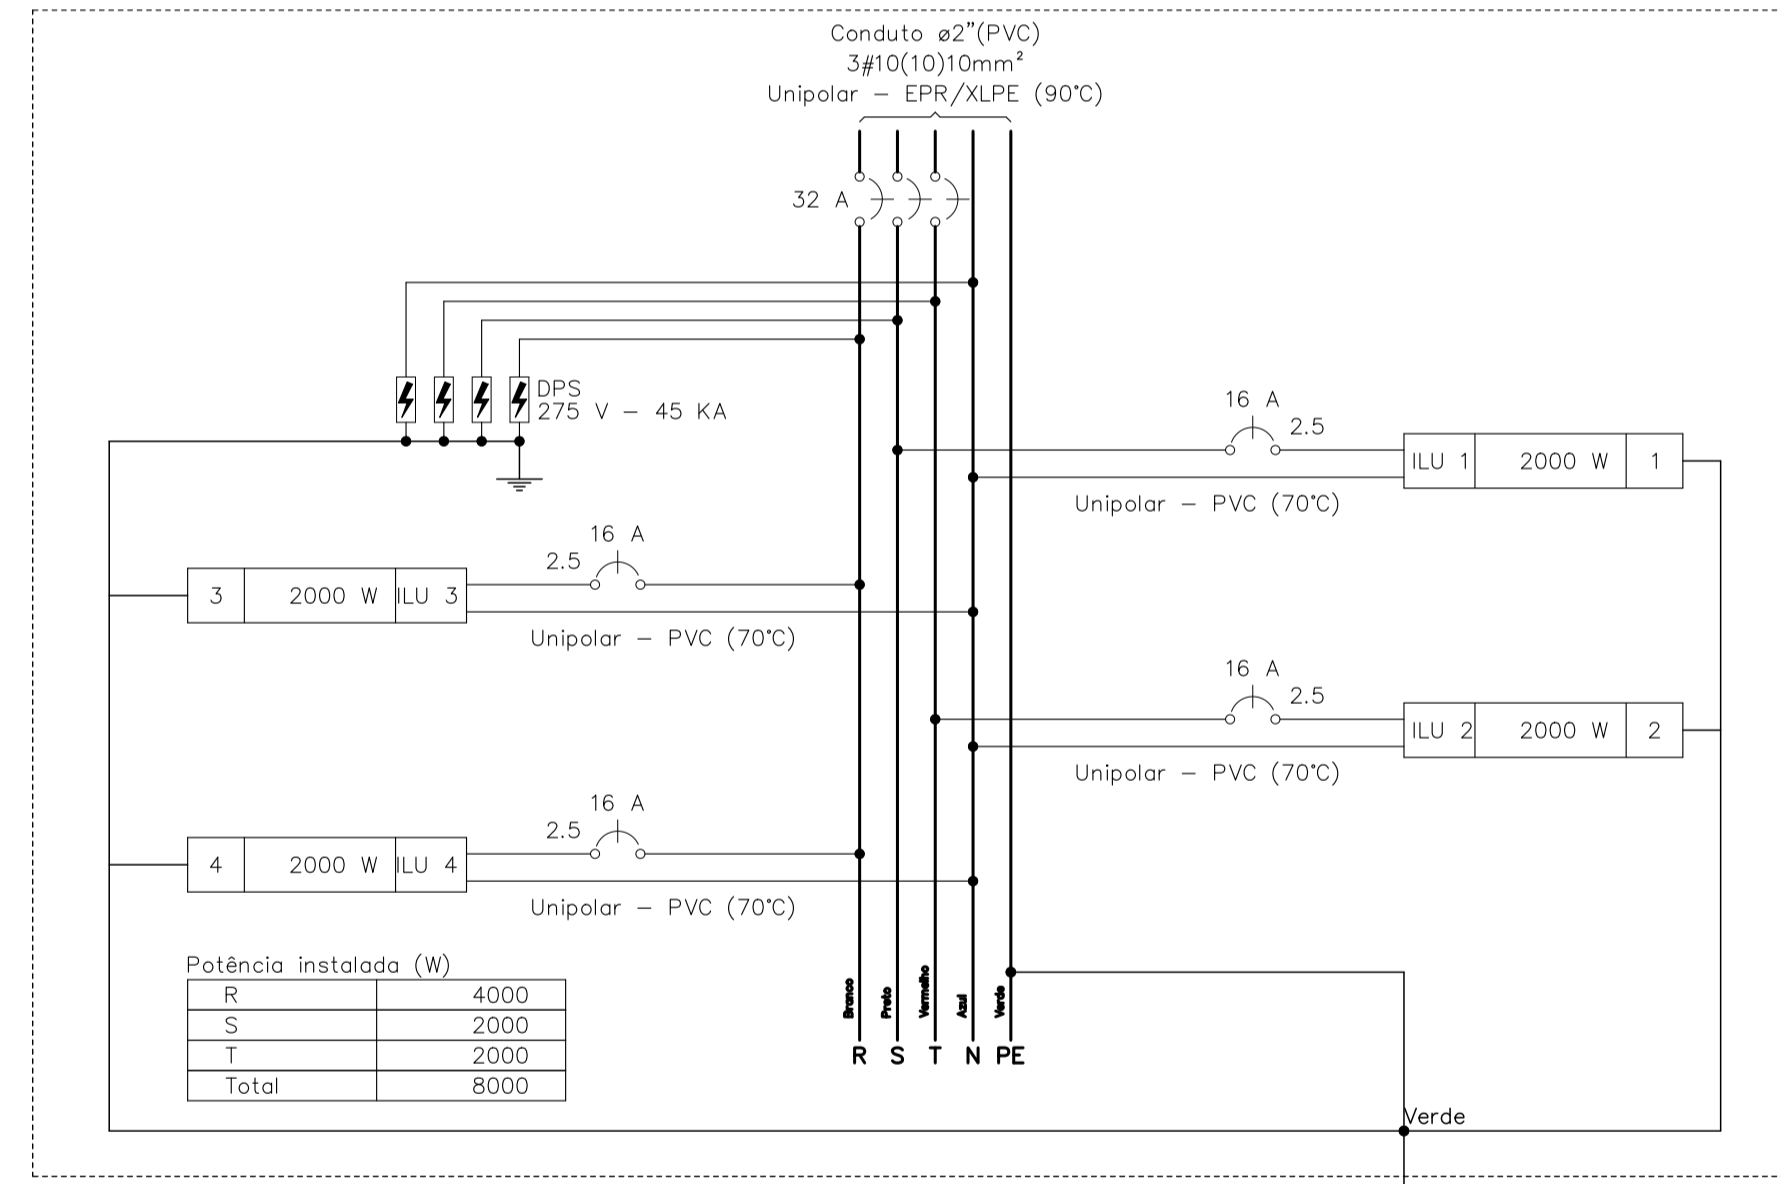 Conduto ø2”(PVC)
3#10(10)10mm²
Unipolar – EPR/XLPE (90°C)
32 A
DPS
275 V – 45 KA
16 A
2.5
ILU 1 2000 W 1
Unipolar – PVC (70°C)
16 A
2.5
3 2000 W ILU 3
Unipolar – PVC (70°C)
16 A
2.5
ILU 2 2000 W 2
Unipolar – PVC (70°C)
16 A
2.5
4 2000 W ILU 4
Unipolar – PVC (70°C)
Potência instalada (W)
R 4000
S 2000
T 2000
Total 8000
Branco
Preto
Vermelho
Azul
Verde
R S T N PE
Verde